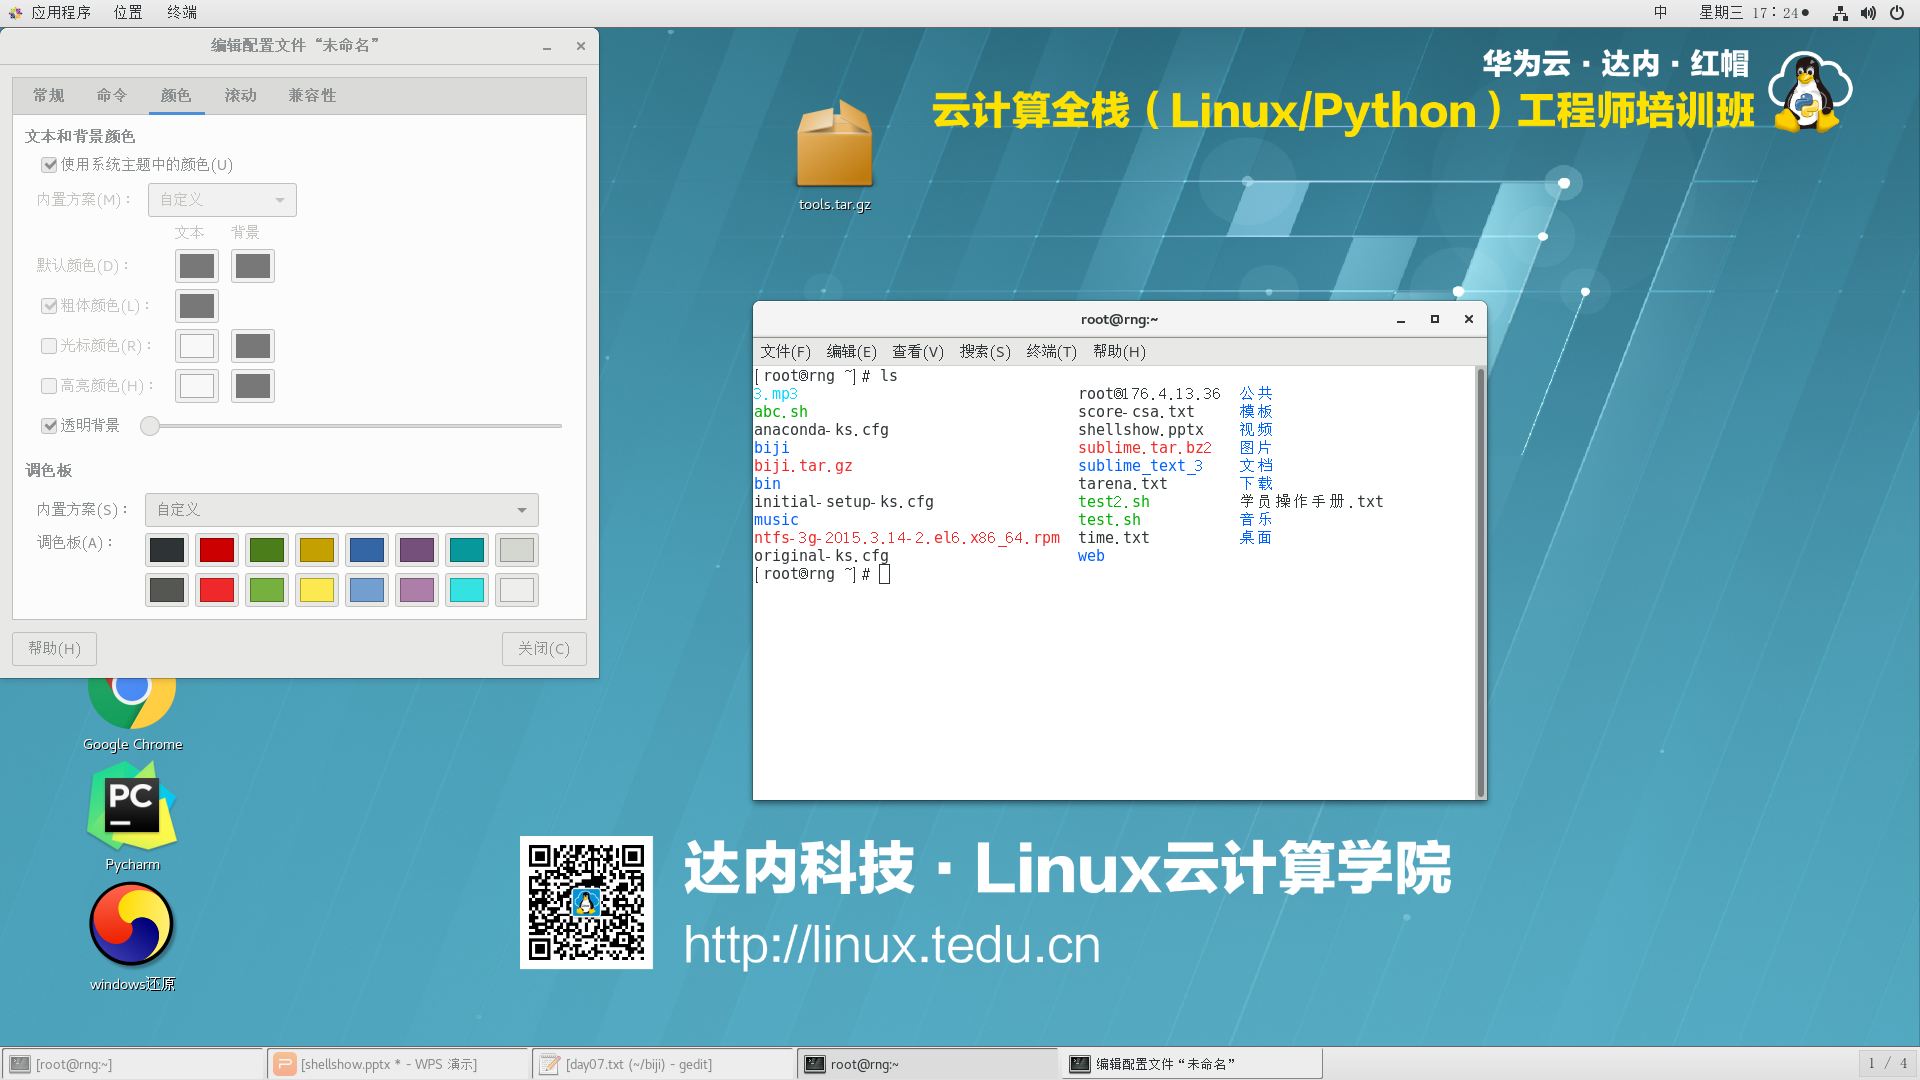 应用程序 位置 终端 中 星期三 17:24
编辑配置文件“未命名”
常规 命令 颜色 滚动 兼容性
文本和背景颜色
使用系统主题中的颜色(U)
内置方案(M)： 自定义
文本 背景
默认颜色(D)：
粗体颜色(L)：
光标颜色(R)：
高亮颜色(H)：
透明背景
调色板
内置方案(S)： 自定义
调色板(A)：
帮助(H) 关闭(C)
华为云·达内·红帽
云计算全栈（Linux/Python）工程师培训班
tools.tar.gz
root@rng:~
文件(F) 编辑(E) 查看(V) 搜索(S) 终端(T) 帮助(H)
[root@rng ~]# ls
3.mp3 root@176.4.13.36 公共
abc.sh score-csa.txt 模板
anaconda-ks.cfg shellshow.pptx 视频
biji sublime.tar.bz2 图片
biji.tar.gz sublime_text_3 文档
bin tarena.txt 下载
initial-setup-ks.cfg test2.sh 学员操作手册.txt
music test.sh 音乐
ntfs-3g-2015.3.14-2.el6.x86_64.rpm time.txt 桌面
original-ks.cfg web
[root@rng ~]#
Google Chrome
PC
Pycharm
windows还原
达内科技·Linux云计算学院
http://linux.tedu.cn
[root@rng:~] [shellshow.pptx * - WPS 演示] [day07.txt (~/biji) - gedit] root@rng:~ 编辑配置文件“未命名” 1 / 4